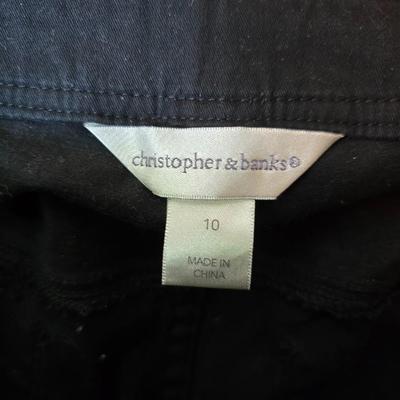 christopher & banks®
10
MADE IN
CHINA